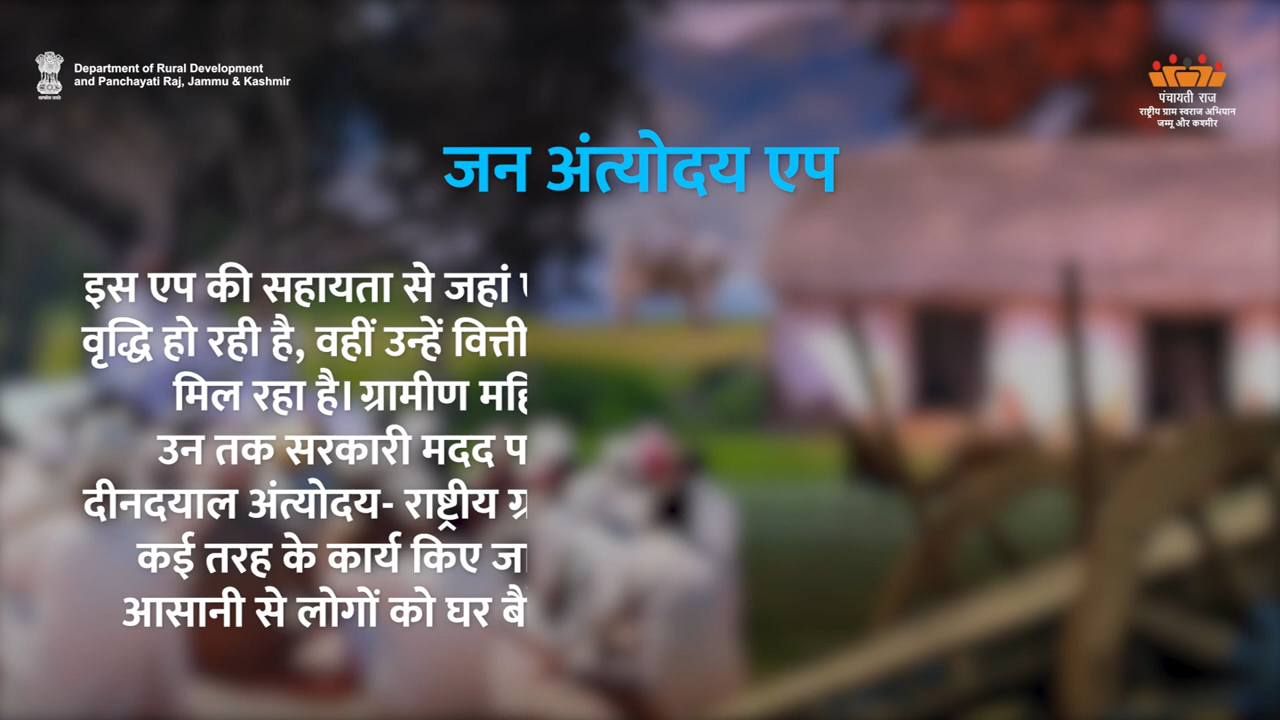 Department of Rural Development
and Panchayati Raj, Jammu & Kashmir
पंचायती राज
राष्ट्रीय ग्राम स्वराज अभियान
जम्मू और कश्मीर
जन अंत्योदय एप
इस एप की सहायता से जहां
वृद्धि हो रही है, वहीं उन्हें वित्ती
मिल रहा है। ग्रामीण महि
उन तक सरकारी मदद प
दीनदयाल अंत्योदय- राष्ट्रीय ग्र
कई तरह के कार्य किए जा
आसानी से लोगों को घर बै